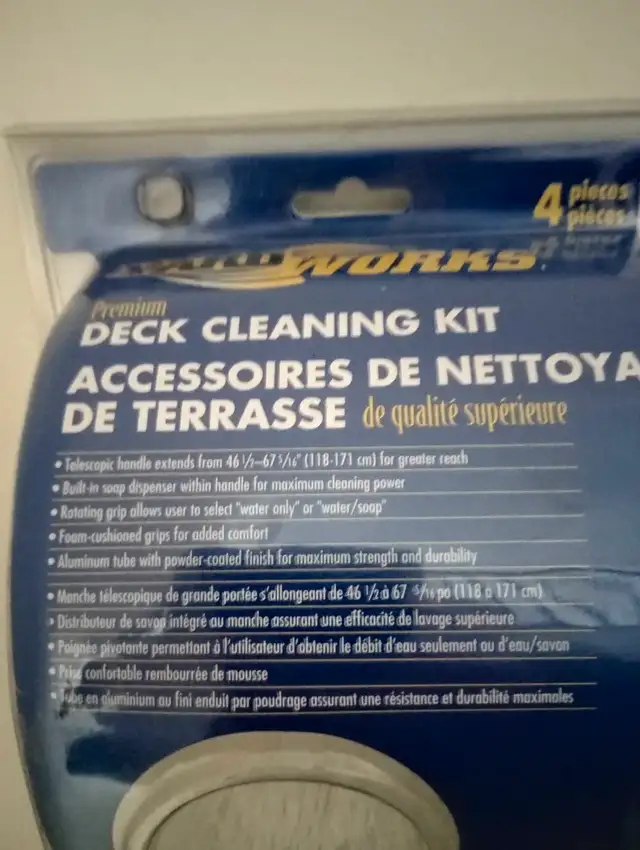 4 pieces
pièces
WORKS
Premium
DECK CLEANING KIT
ACCESSOIRES DE NETTOYA
DE TERRASSE de qualité supérieure
• Telescopic handle extends from 46 1/2–67 5/16" (118-171 cm) for greater reach
• Built-in soap dispenser within handle for maximum cleaning power
• Rotating grip allows user to select "water only" or "water/soap"
• Foam-cushioned grips for added comfort
• Aluminum tube with powder-coated finish for maximum strength and durability
• Manche télescopique de grande portée s'allongeant de 46 1/2 à 67 5/16 po (118 à 171 cm)
• Distributeur de savon intégré au manche assurant une efficacité de lavage supérieure
• Poignée pivotante permettant à l'utilisateur d'obtenir le débit d'eau seulement ou d'eau/savon
• Prise confortable rembourrée de mousse
• Tube en aluminium au fini enduit par poudrage assurant une résistance et durabilité maximales